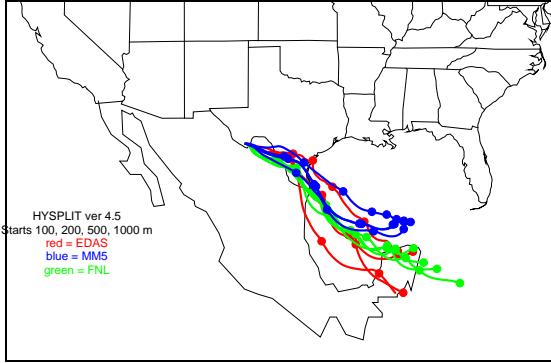 HYSPLIT ver 4.5
Starts 100, 200, 500, 1000 m
red = EDAS
blue = MM5
green = FNL